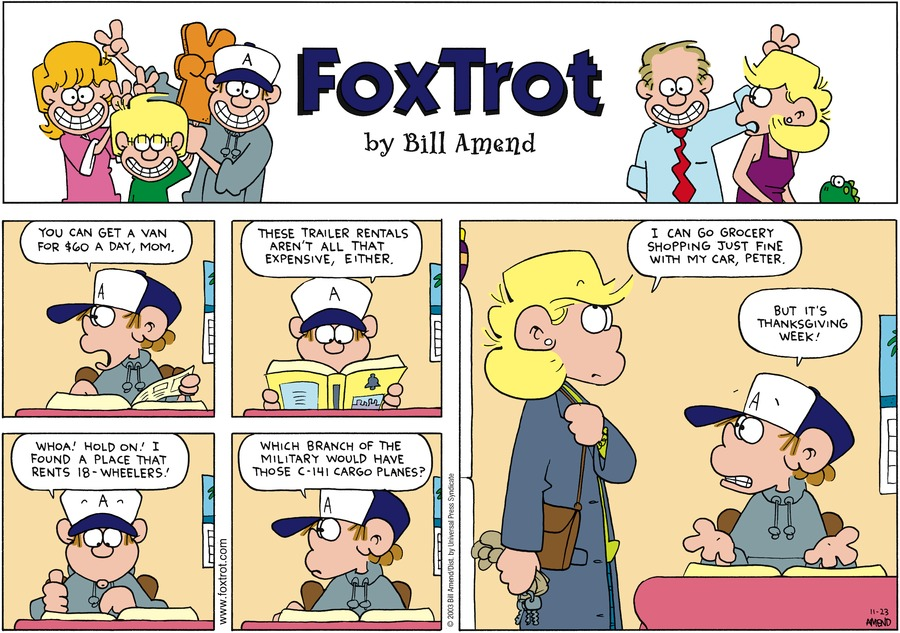 A
FOXTROT
by Bill Amend
YOU CAN GET A VAN
FOR $60 A DAY, MOM.
A
THESE TRAILER RENTALS
AREN'T ALL THAT
EXPENSIVE, EITHER.
A
WHOA! HOLD ON! I
FOUND A PLACE THAT
RENTS 18-WHEELERS!
A
www.foxtrot.com
WHICH BRANCH OF THE
MILITARY WOULD HAVE
THOSE C-141 CARGO PLANES?
A
© 2003 Bill Amend/Dist. by Universal Press Syndicate
I CAN GO GROCERY
SHOPPING JUST FINE
WITH MY CAR, PETER.
BUT IT'S
THANKSGIVING
WEEK!
A
11-23
AMEND